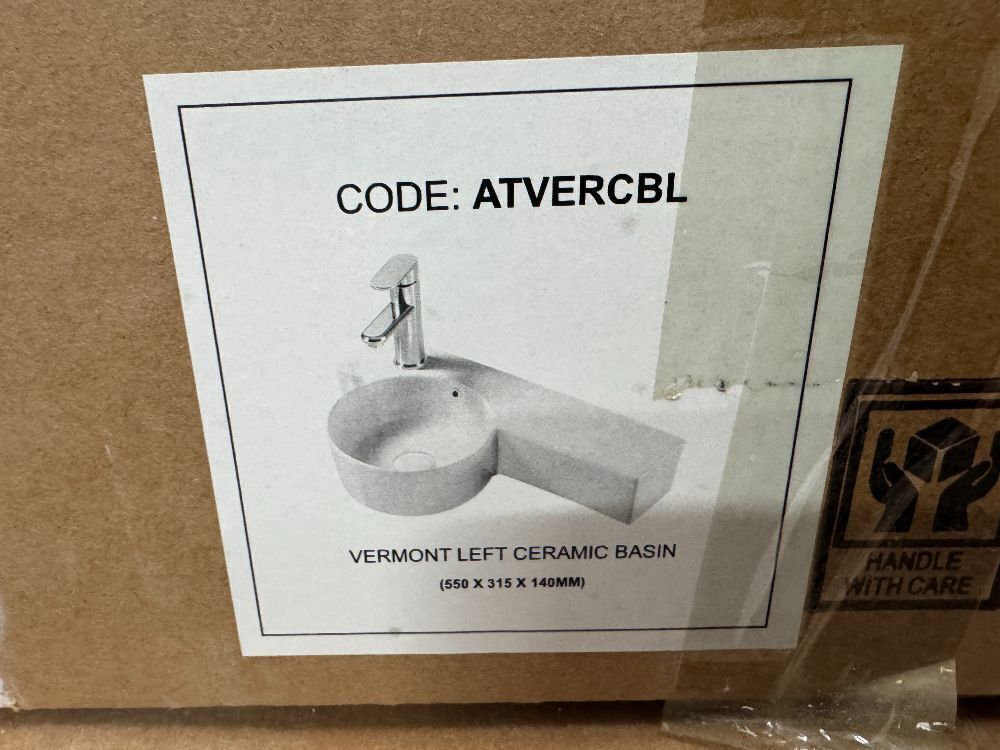 CODE: ATVERCBL
VERMONT LEFT CERAMIC BASIN
(550 X 315 X 140MM)
HANDLE
WITH CARE